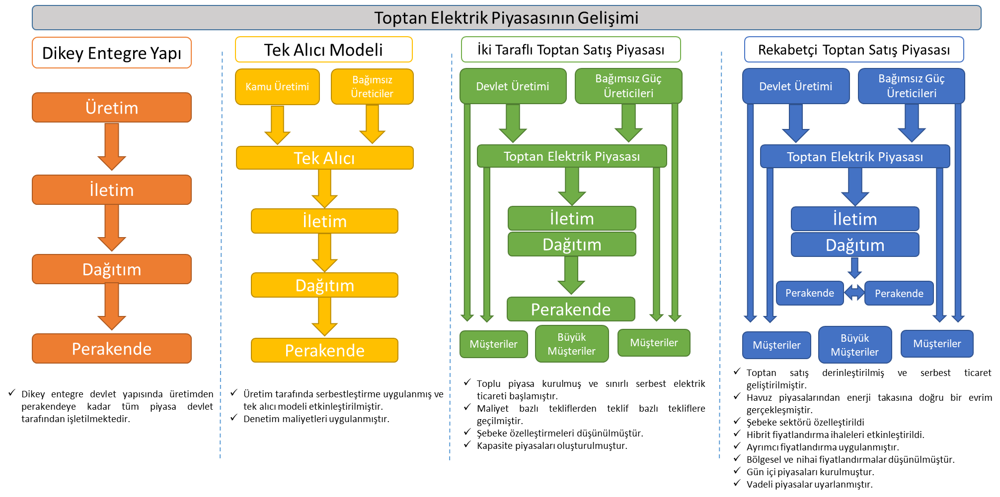 Toptan Elektrik Piyasasının Gelişimi
Dikey Entegre Yapı
Üretim
İletim
Dağıtım
Perakende
✓ Dikey entegre devlet yapısında üretimden
perakendeye kadar tüm piyasa devlet
tarafından işletilmektedir.
Tek Alıcı Modeli
Kamu Üretimi
Bağımsız
Üreticiler
Tek Alıcı
İletim
Dağıtım
Perakende
✓ Üretim tarafında serbestleştirme uygulanmış ve
tek alıcı modeli etkinleştirilmiştir.
✓ Denetim maliyetleri uygulanmıştır.
İki Taraflı Toptan Satış Piyasası
Devlet Üretimi
Bağımsız Güç
Üreticileri
Toptan Elektrik Piyasası
İletim
Dağıtım
Perakende
Müşteriler
Büyük
Müşteriler
Müşteriler
✓ Toplu piyasa kurulmuş ve sınırlı serbest elektrik
ticareti başlamıştır.
✓ Maliyet bazlı tekliflerden teklif bazlı tekliflere
geçilmiştir.
✓ Şebeke özelleştirmeleri düşünülmüştür.
✓ Kapasite piyasaları oluşturulmuştur.
Rekabetçi Toptan Satış Piyasası
Devlet Üretimi
Bağımsız Güç
Üreticileri
Toptan Elektrik Piyasası
İletim
Dağıtım
Perakende
Perakende
Müşteriler
Büyük
Müşteriler
Müşteriler
✓ Toptan satış derinleştirilmiş ve serbest ticaret
geliştirilmiştir.
✓ Havuz piyasalarından enerji takasına doğru bir evrim
gerçekleşmiştir.
✓ Şebeke sektörü özelleştirildi
✓ Hibrit fiyatlandırma ihaleleri etkinleştirildi.
✓ Ayrımcı fiyatlandırma uygulanmıştır.
✓ Bölgesel ve nihai fiyatlandırmalar düşünülmüştür.
✓ Gün içi piyasaları kurulmuştur.
✓ Vadeli piyasalar uyarlanmıştır.